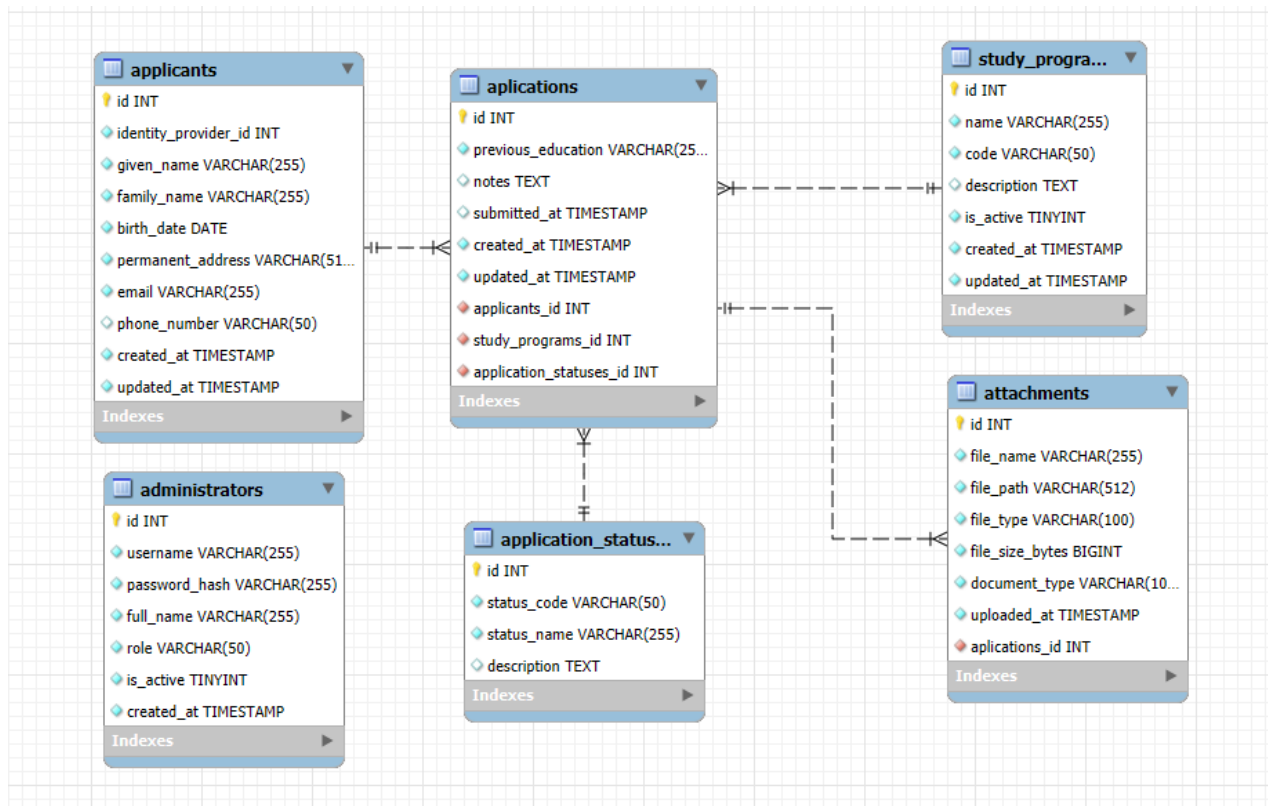 applicants
id INT
identity_provider_id INT
given_name VARCHAR(255)
family_name VARCHAR(255)
birth_date DATE
permanent_address VARCHAR(51...
email VARCHAR(255)
phone_number VARCHAR(50)
created_at TIMESTAMP
updated_at TIMESTAMP
Indexes
aplications
id INT
previous_education VARCHAR(25...
notes TEXT
submitted_at TIMESTAMP
created_at TIMESTAMP
updated_at TIMESTAMP
applicants_id INT
study_programs_id INT
application_statuses_id INT
Indexes
study_progra...
id INT
name VARCHAR(255)
code VARCHAR(50)
description TEXT
is_active TINYINT
created_at TIMESTAMP
updated_at TIMESTAMP
Indexes
administrators
id INT
username VARCHAR(255)
password_hash VARCHAR(255)
full_name VARCHAR(255)
role VARCHAR(50)
is_active TINYINT
created_at TIMESTAMP
Indexes
application_status...
id INT
status_code VARCHAR(50)
status_name VARCHAR(255)
description TEXT
Indexes
attachments
id INT
file_name VARCHAR(255)
file_path VARCHAR(512)
file_type VARCHAR(100)
file_size_bytes BIGINT
document_type VARCHAR(10...
uploaded_at TIMESTAMP
aplications_id INT
Indexes